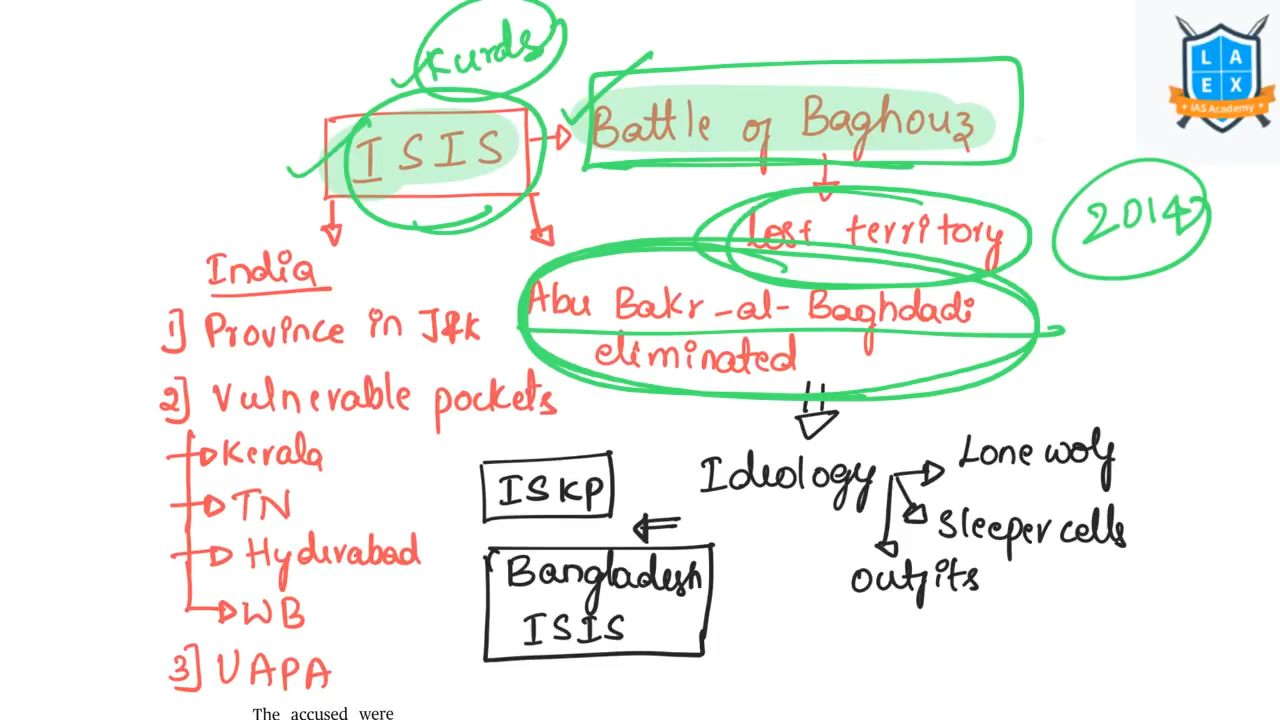 Kurds
ISIS
Battle of Baghouz
Lost territory
2014
Abu Bakr-al-Baghdadi
eliminated
India
1] Province in J&K
2] Vulnerable pockets
Kerala
TN
Hyderabad
WB
3] UAPA
Ideology
Lone wolf
Sleeper cells
Outfits
ISKP
Bangladesh
ISIS
The accused were
L A
E X
IAS Academy